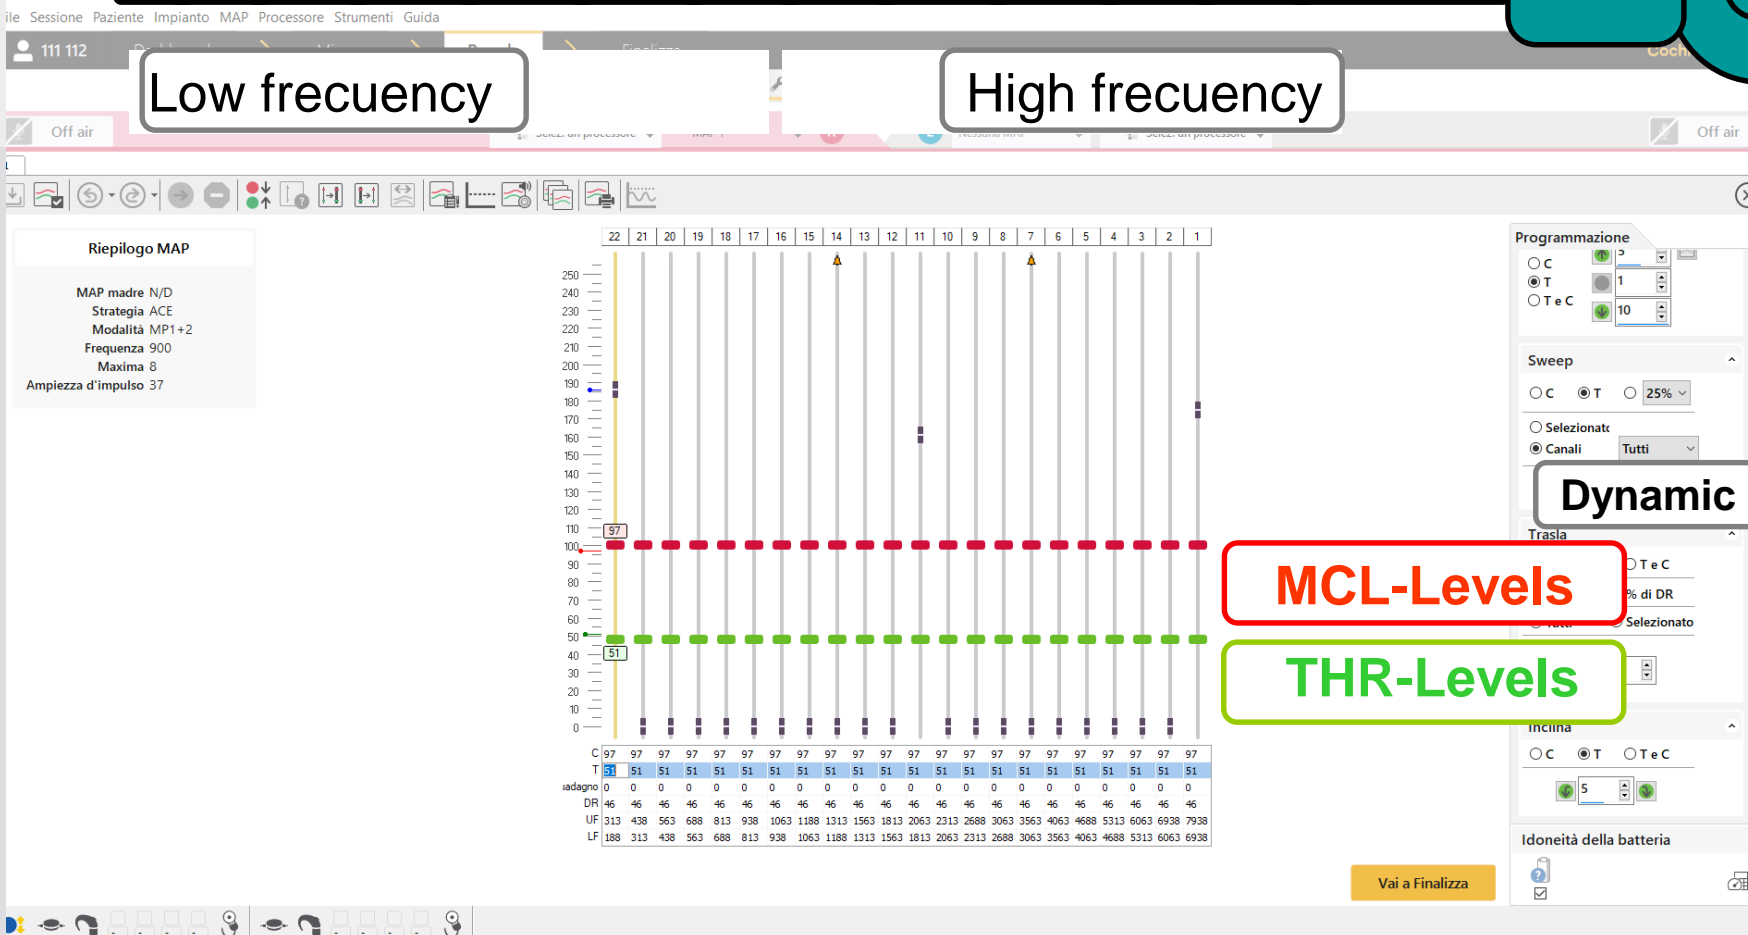 ile Sessione Paziente Impianto MAP Processore Strumenti Guida
111 112
Low frecuency
High frecuency
Off air
Off air
Riepilogo MAP
MAP madre N/D
Strategia ACE
Modalità MP1+2
Frequenza 900
Maxima 8
Ampiezza d'impulso 37
22 21 20 19 18 17 16 15 14 13 12 11 10 9 8 7 6 5 4 3 2 1
250
240
230
220
210
200
190
180
170
160
150
140
130
120
110
100
90
80
70
60
50
40
30
20
10
0
97
51
C 97 97 97 97 97 97 97 97 97 97 97 97 97 97 97 97 97 97 97 97 97 97
T 51 51 51 51 51 51 51 51 51 51 51 51 51 51 51 51 51 51 51 51 51 51
uadagno 0 0 0 0 0 0 0 0 0 0 0 0 0 0 0 0 0 0 0 0 0 0
DR 46 46 46 46 46 46 46 46 46 46 46 46 46 46 46 46 46 46 46 46 46 46
UF 313 438 563 688 813 938 1063 1188 1313 1563 1813 2063 2313 2688 3063 3563 4063 4688 5313 6063 6938 7938
LF 188 313 438 563 688 813 938 1063 1188 1313 1563 1813 2063 2313 2688 3063 3563 4063 4688 5313 6063 6938
MCL-Levels
THR-Levels
Programmazione
C
5
T
1
T e C
10
Sweep
C T 25%
Selezionato
Canali Tutti
Dynamic
Trasla
T e C
% di DR
Tutti Selezionato
Inclina
C T T e C
5
Idoneità della batteria
Vai a Finalizza